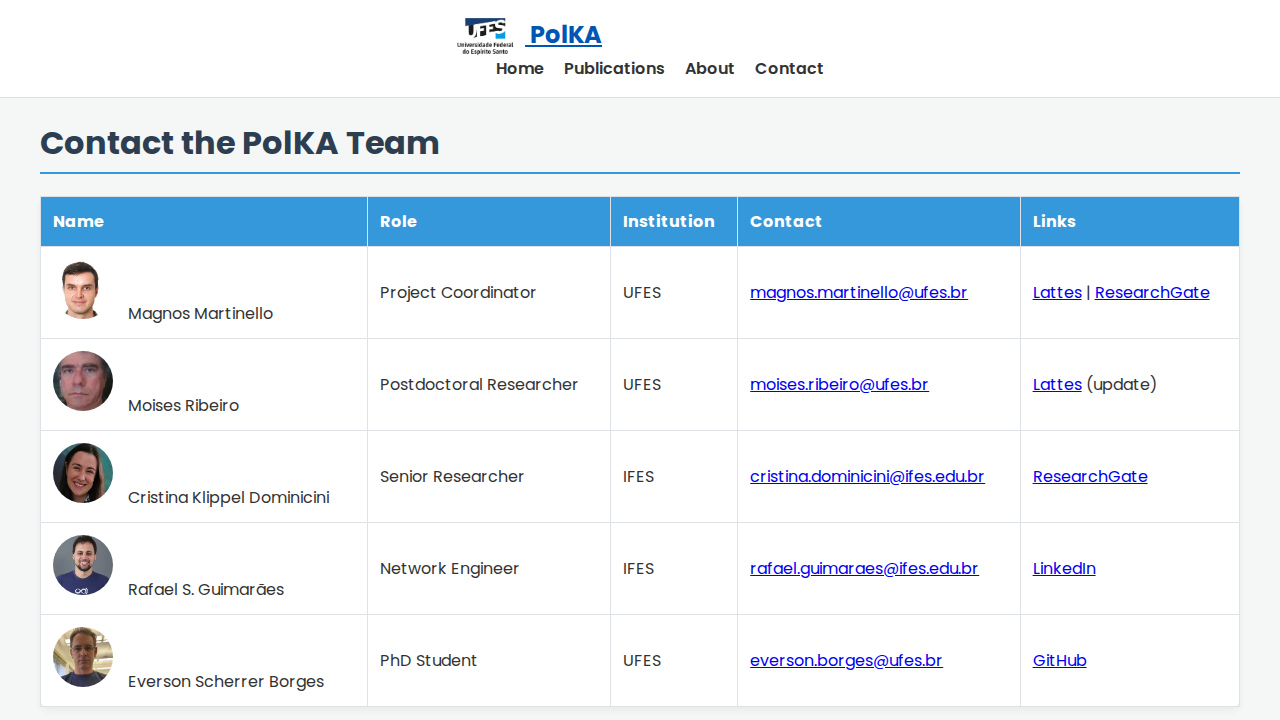 UFES
Universidade Federal
do Espírito Santo
PolKA
Home Publications About Contact
Contact the PolKA Team
Name Role Institution Contact Links
Magnos Martinello Project Coordinator UFES magnos.martinello@ufes.br Lattes | ResearchGate
Moises Ribeiro Postdoctoral Researcher UFES moises.ribeiro@ufes.br Lattes (update)
Cristina Klippel Dominicini Senior Researcher IFES cristina.dominicini@ifes.edu.br ResearchGate
Rafael S. Guimarães Network Engineer IFES rafael.guimaraes@ifes.edu.br LinkedIn
Everson Scherrer Borges PhD Student UFES everson.borges@ufes.br GitHub